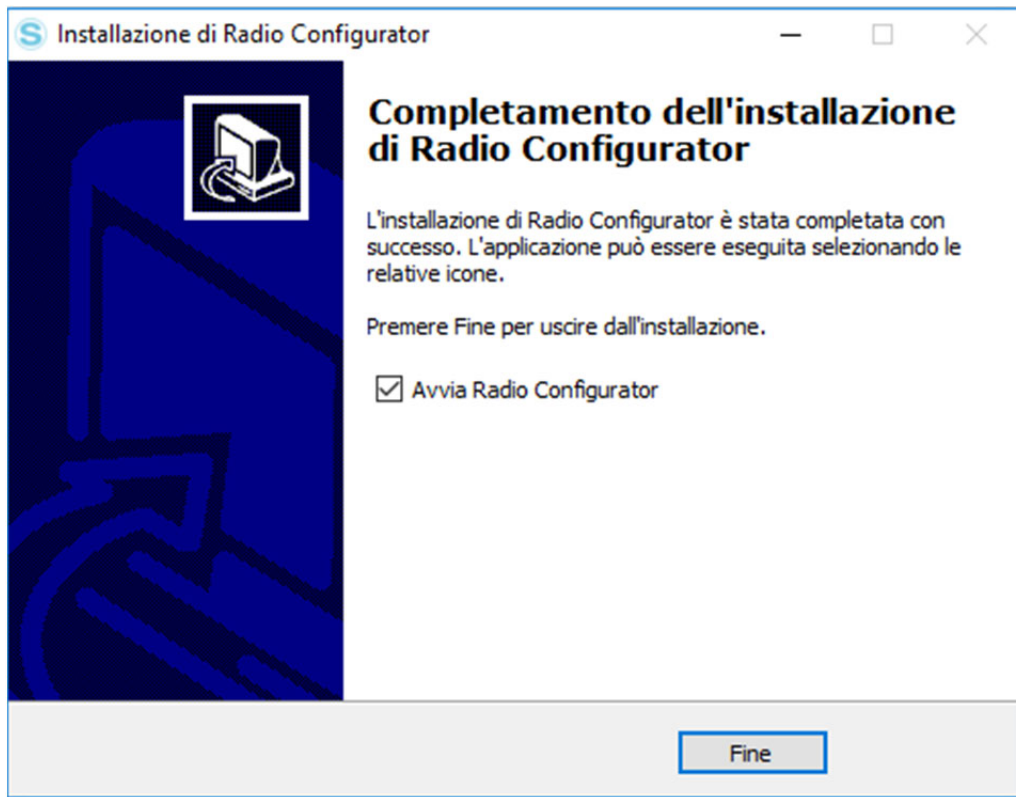 S Installazione di Radio Configurator
Completamento dell'installazione
di Radio Configurator
L'installazione di Radio Configurator è stata completata con
successo. L'applicazione può essere eseguita selezionando le
relative icone.
Premere Fine per uscire dall'installazione.
Avvia Radio Configurator
Fine